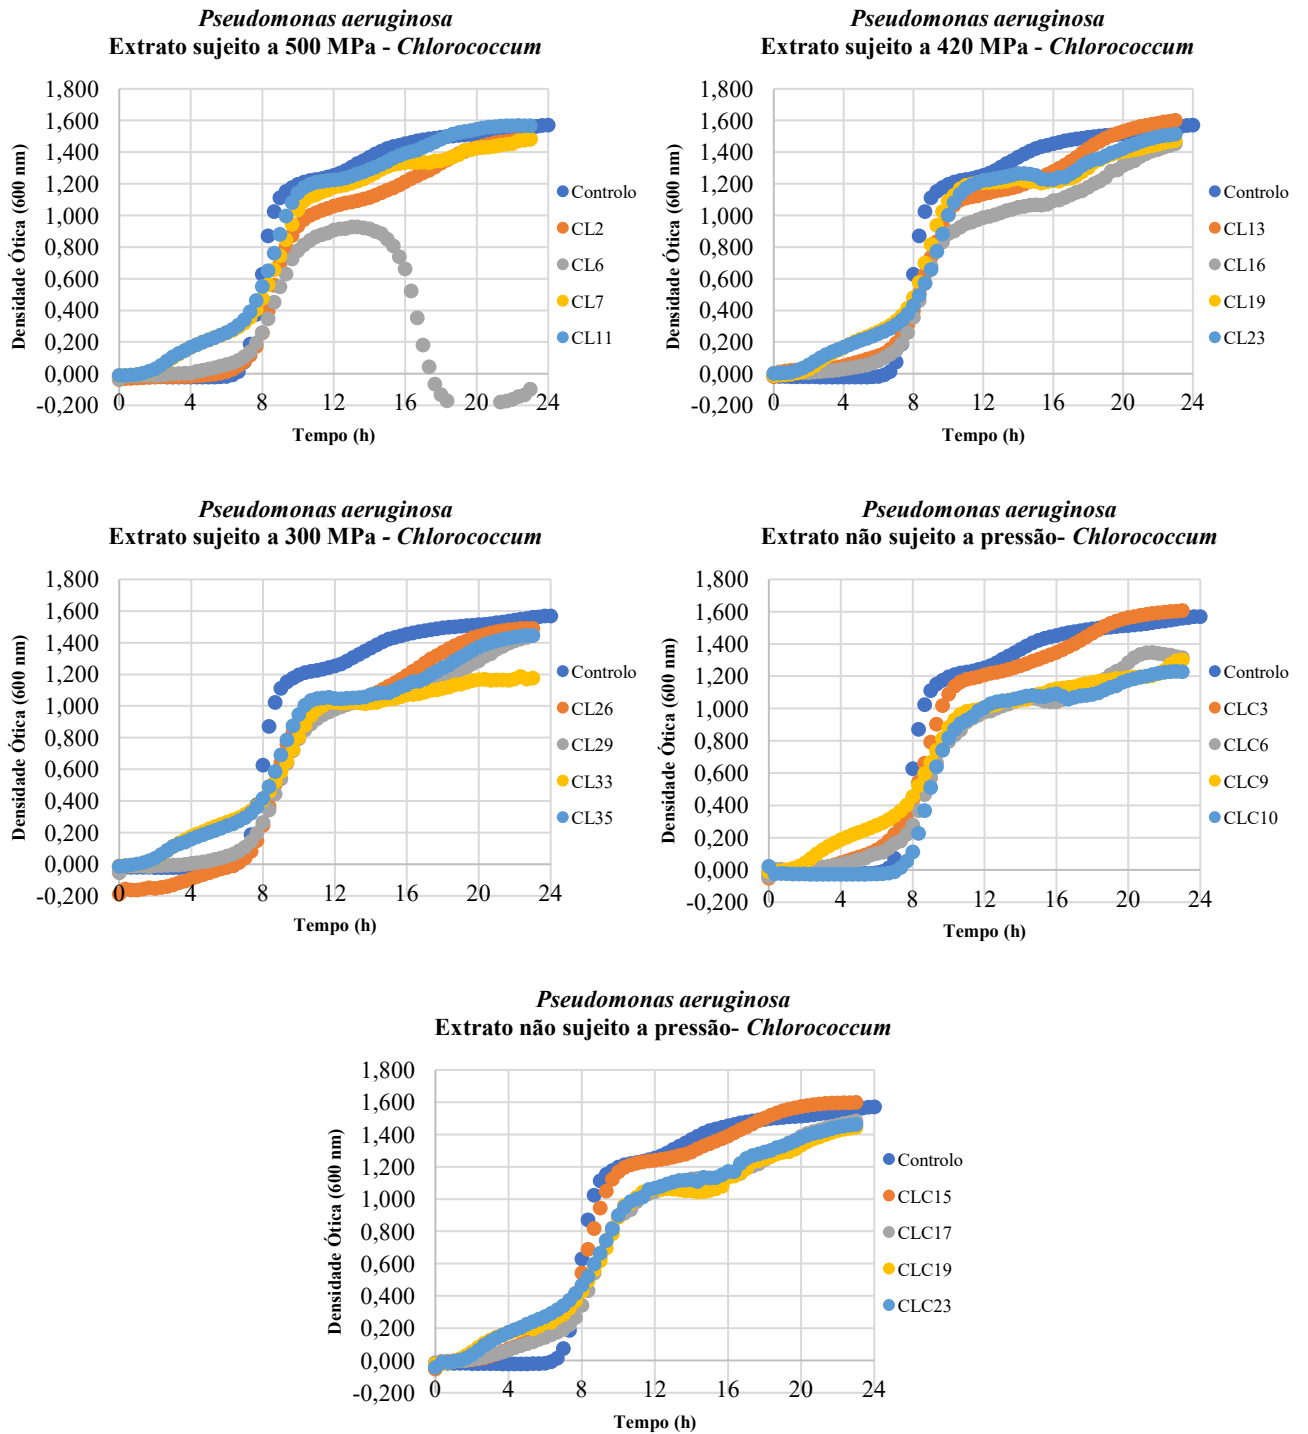 Pseudomonas aeruginosa
Extrato sujeito a 500 MPa - Chlorococcum
1,800
1,600
1,400
1,200
1,000
0,800
0,600
0,400
0,200
0,000
-0,200
0 4 8 12 16 20 24
Densidade Ótica (600 nm)
Tempo (h)
Controlo
CL2
CL6
CL7
CL11
Pseudomonas aeruginosa
Extrato sujeito a 420 MPa - Chlorococcum
1,800
1,600
1,400
1,200
1,000
0,800
0,600
0,400
0,200
0,000
-0,200
0 4 8 12 16 20 24
Densidade Ótica (600 nm)
Tempo (h)
Controlo
CL13
CL16
CL19
CL23
Pseudomonas aeruginosa
Extrato sujeito a 300 MPa - Chlorococcum
1,800
1,600
1,400
1,200
1,000
0,800
0,600
0,400
0,200
0,000
-0,200
0 4 8 12 16 20 24
Densidade Ótica (600 nm)
Tempo (h)
Controlo
CL26
CL29
CL33
CL35
Pseudomonas aeruginosa
Extrato não sujeito a pressão- Chlorococcum
1,800
1,600
1,400
1,200
1,000
0,800
0,600
0,400
0,200
0,000
-0,200
0 4 8 12 16 20 24
Densidade Ótica (600 nm)
Tempo (h)
Controlo
CLC3
CLC6
CLC9
CLC10
Pseudomonas aeruginosa
Extrato não sujeito a pressão- Chlorococcum
1,800
1,600
1,400
1,200
1,000
0,800
0,600
0,400
0,200
0,000
-0,200
0 4 8 12 16 20 24
Densidade Ótica (600 nm)
Tempo (h)
Controlo
CLC15
CLC17
CLC19
CLC23